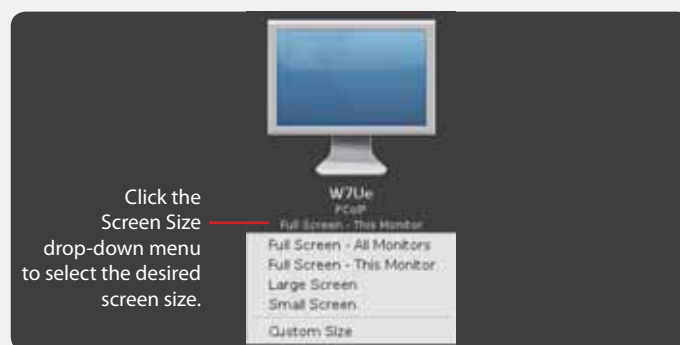 Click the
Screen Size
drop-down menu
to select the desired
screen size.
W7Ue
PCoIP
Full Screen - This Monitor
Full Screen - All Monitors
Full Screen - This Monitor
Large Screen
Small Screen
Custom Size